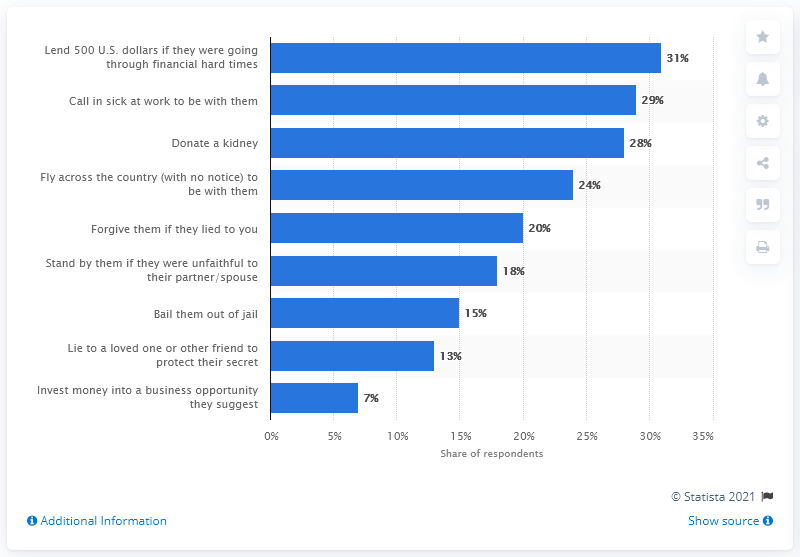 Lend 500 U.S. dollars if they were going
through financial hard times
31%
Call in sick at work to be with them
29%
Donate a kidney
28%
Fly across the country (with no notice) to
be with them
24%
Forgive them if they lied to you
20%
Stand by them if they were unfaithful to
their partner/spouse
18%
Bail them out of jail
15%
Lie to a loved one or other friend to
protect their secret
13%
Invest money into a business opportunity
they suggest
7%
0% 5% 10% 15% 20% 25% 30% 35%
Share of respondents
© Statista 2021
Additional Information
Show source